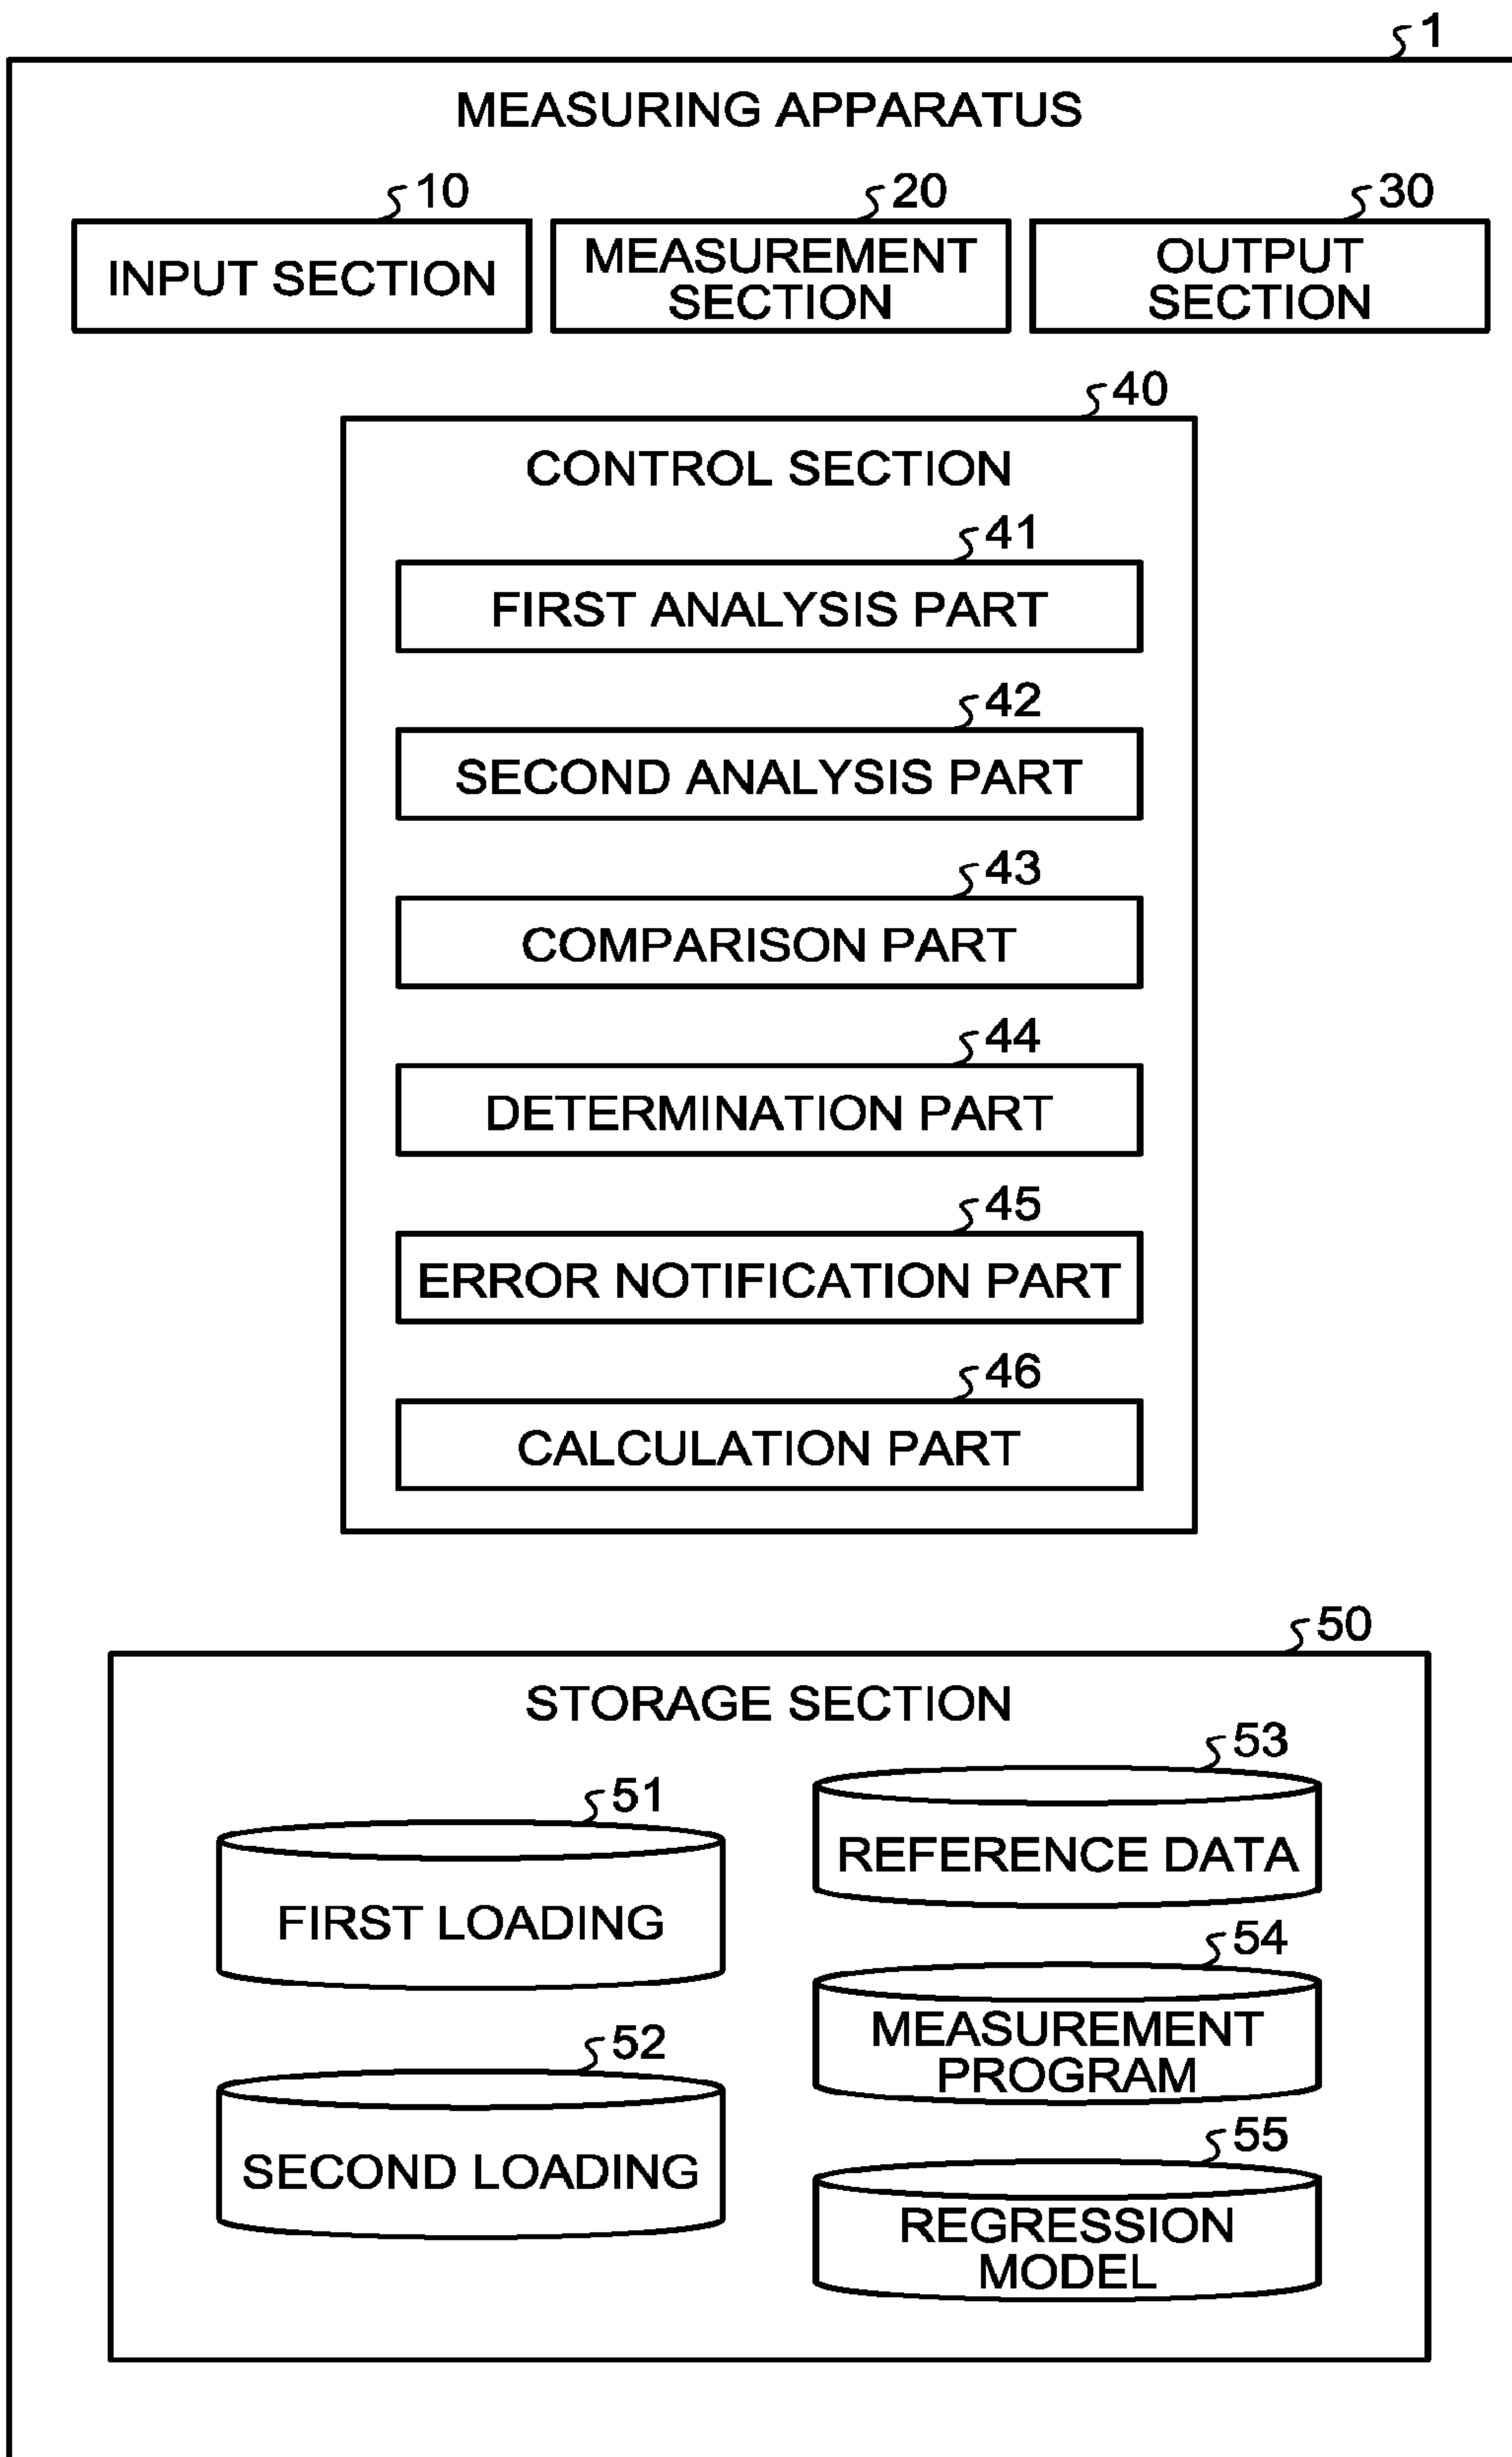 1
MEASURING APPARATUS
10
INPUT SECTION
20
MEASUREMENT
SECTION
30
OUTPUT
SECTION
40
CONTROL SECTION
41
FIRST ANALYSIS PART
42
SECOND ANALYSIS PART
43
COMPARISON PART
44
DETERMINATION PART
45
ERROR NOTIFICATION PART
46
CALCULATION PART
50
STORAGE SECTION
51
FIRST LOADING
52
SECOND LOADING
53
REFERENCE DATA
54
MEASUREMENT
PROGRAM
55
REGRESSION
MODEL